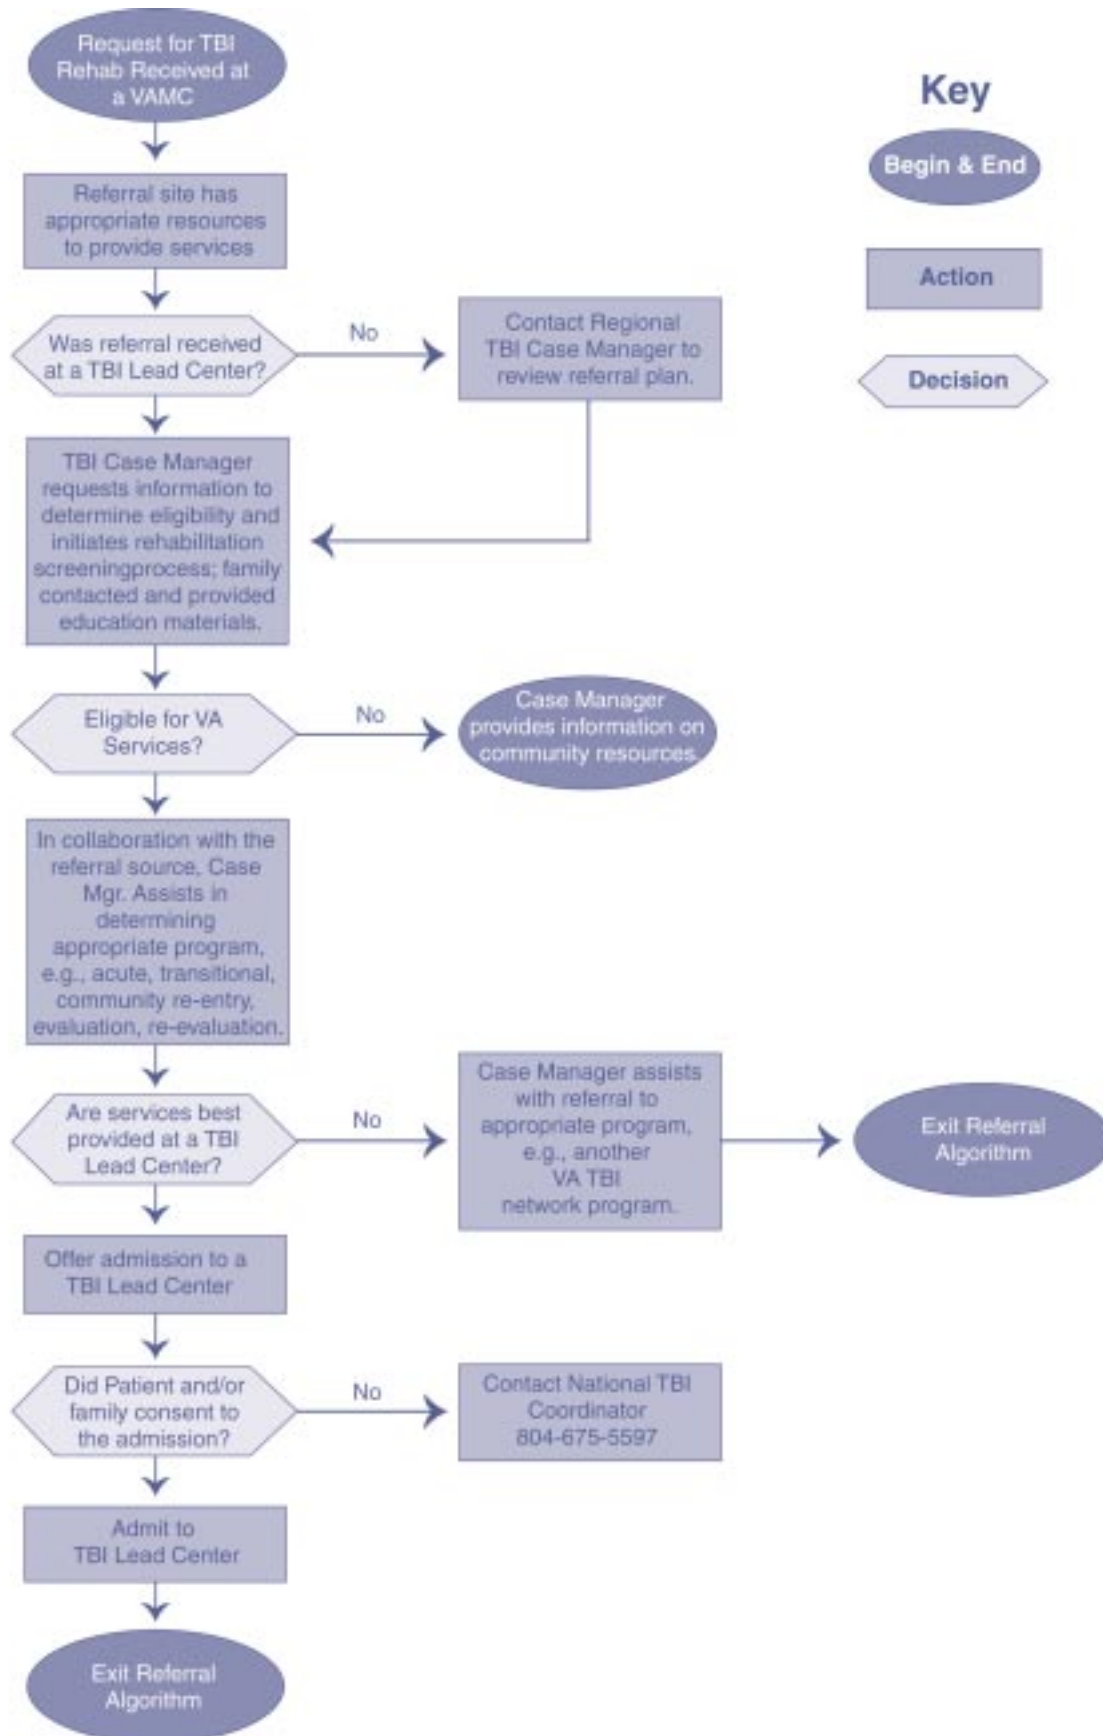 Request for TBI
Rehab Received at
a VAMC
Key
Begin & End
Referral site has
appropriate resources
to provide services
Action
Was referral received
at a TBI Lead Center?
No
Contact Regional
TBI Case Manager to
review referral plan.
Decision
TBI Case Manager
requests information to
determine eligibility and
initiates rehabilitation
screeningprocess; family
contacted and provided
education materials.
Eligible for VA
Services?
No
Case Manager
provides information on
community resources.
In collaboration with the
referral source, Case
Mgr. Assists in
determining
appropriate program,
e.g., acute, transitional,
community re-entry,
evaluation, re-evaluation.
Are services best
provided at a TBI
Lead Center?
No
Case Manager assists
with referral to
appropriate program,
e.g., another
VA TBI
network program.
Exit Referral
Algorithm
Offer admission to a
TBI Lead Center
Did Patient and/or
family consent to
the admission?
No
Contact National TBI
Coordinator
804-675-5597
Admit to
TBI Lead Center
Exit Referral
Algorithm